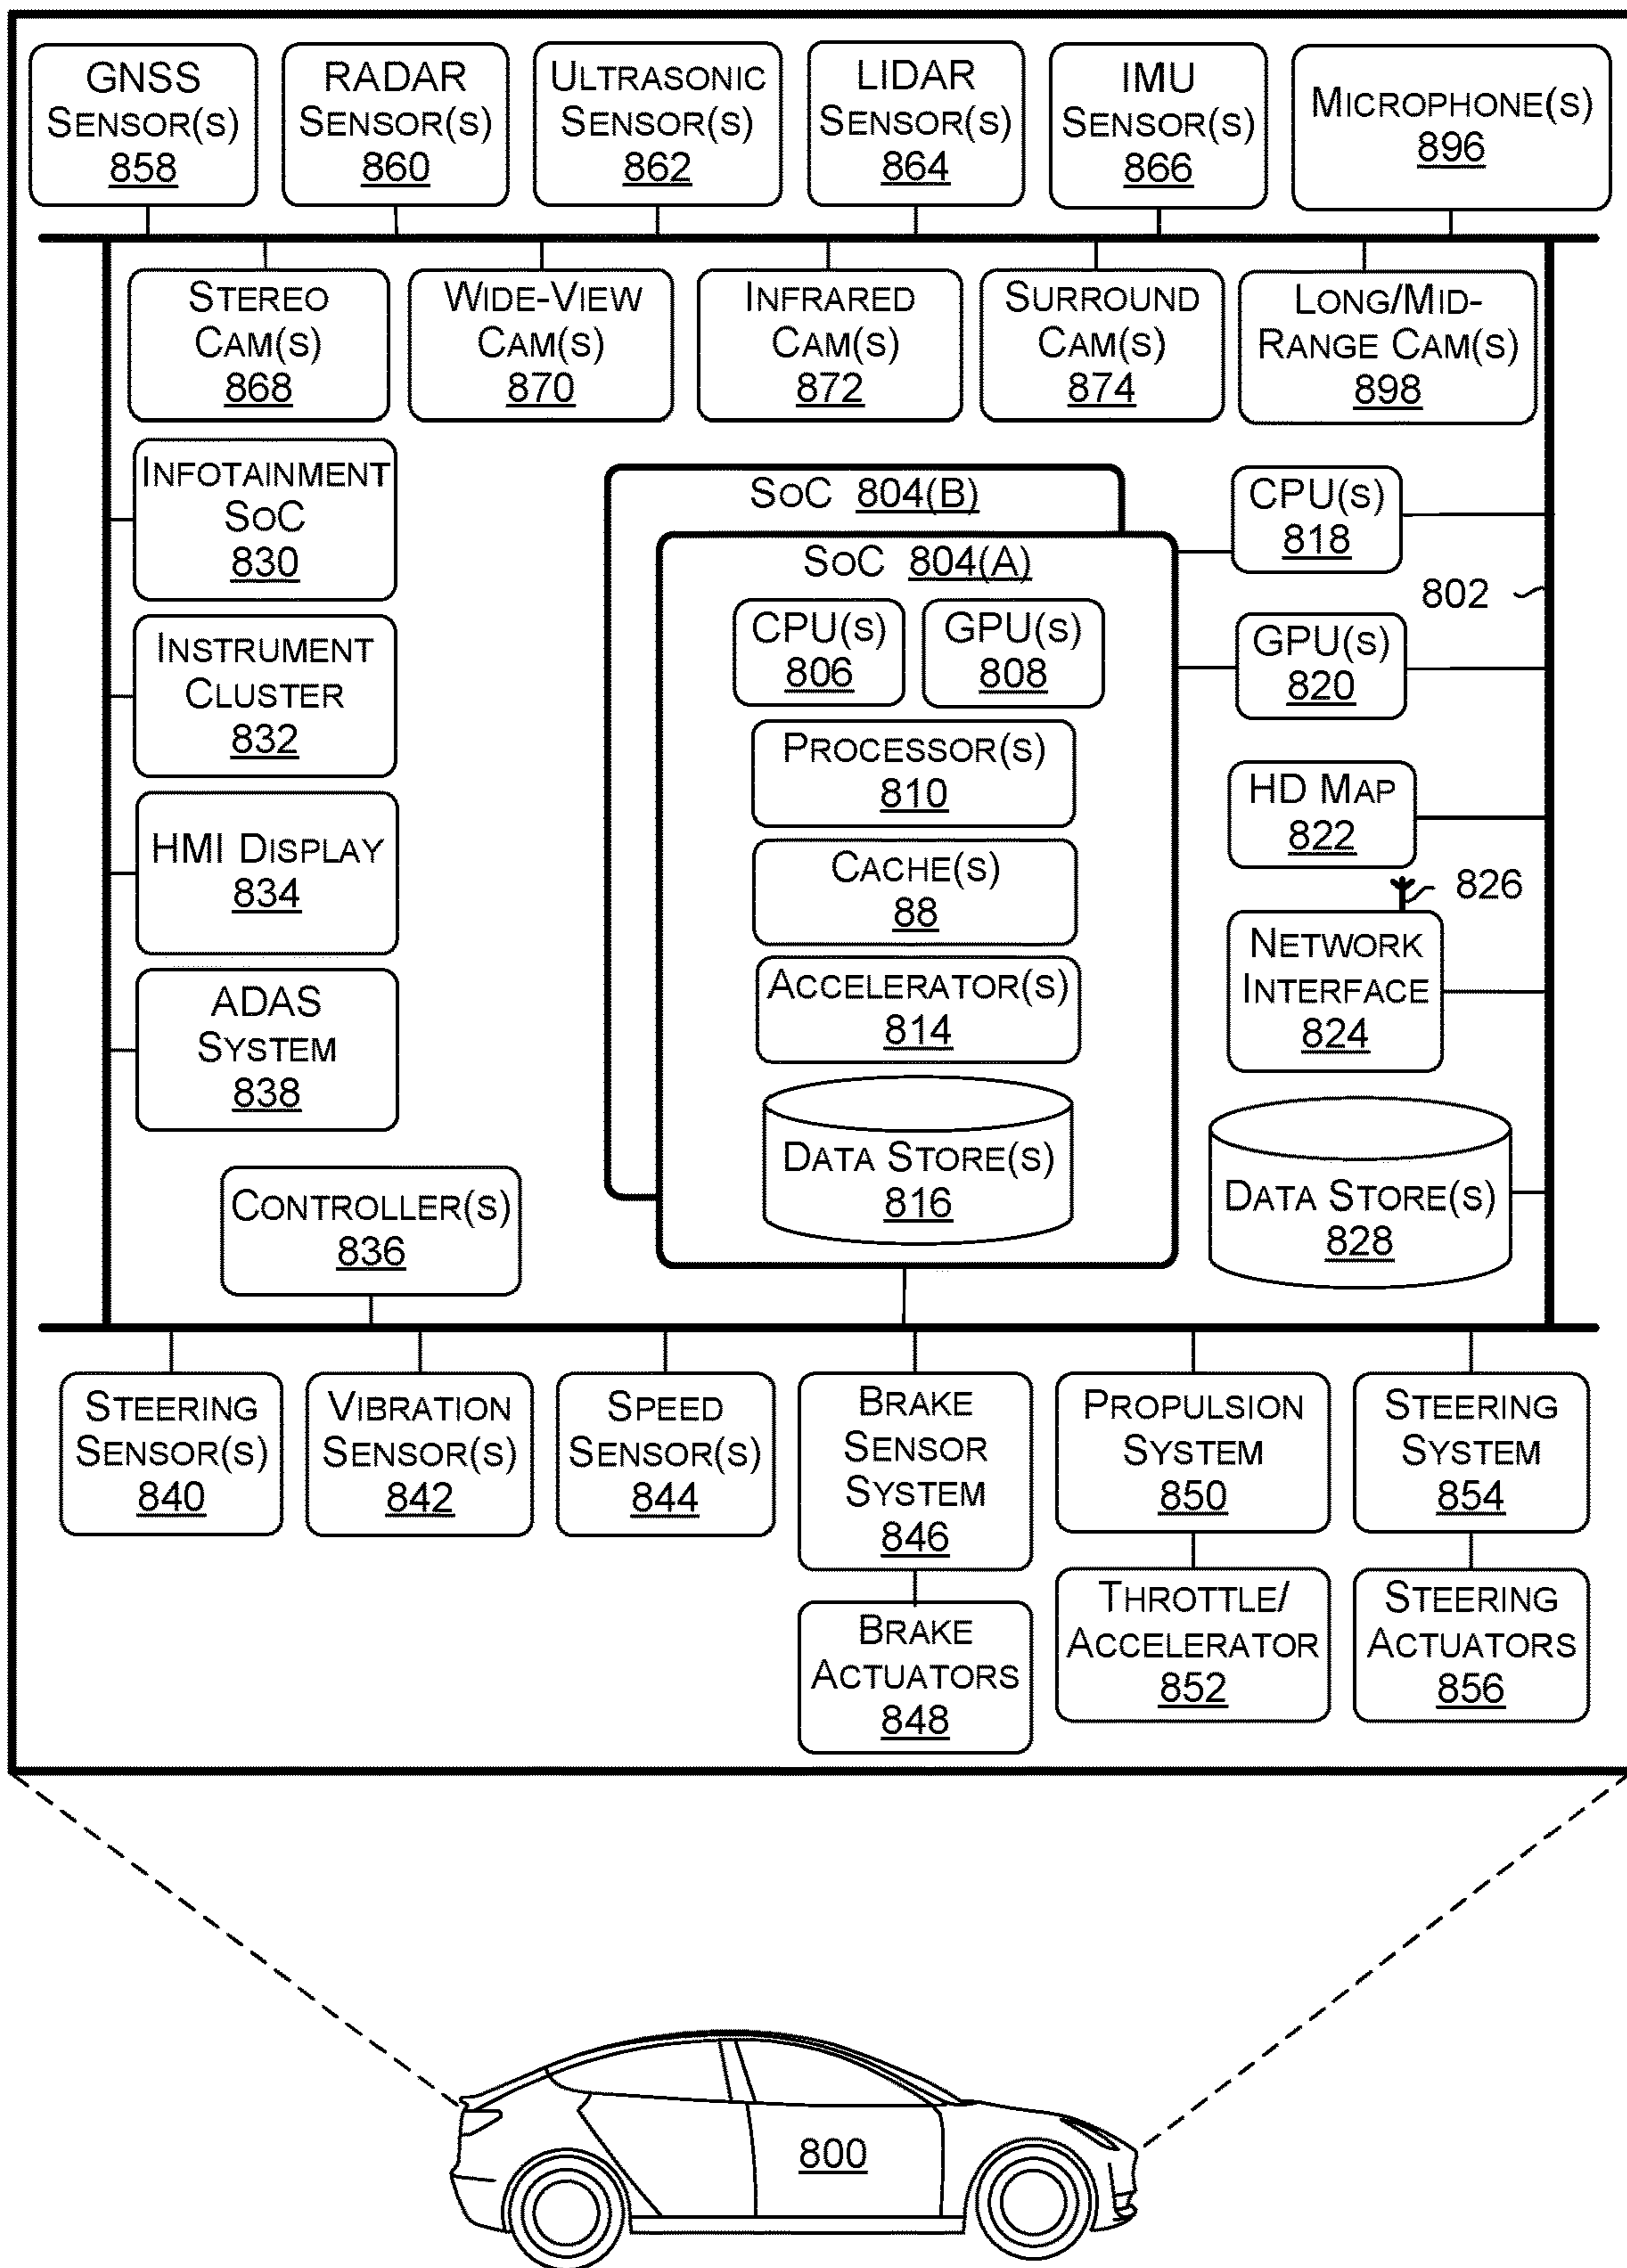 GNSS
SENSOR(S)
858
RADAR
SENSOR(S)
860
ULTRASONIC
SENSOR(S)
862
LIDAR
SENSOR(S)
864
IMU
SENSOR(S)
866
MICROPHONE(S)
896
STEREO
CAM(S)
868
WIDE-VIEW
CAM(S)
870
INFRARED
CAM(S)
872
SURROUND
CAM(S)
874
LONG/MID-
RANGE CAM(S)
898
INFOTAINMENT
SOC
830
INSTRUMENT
CLUSTER
832
HMI DISPLAY
834
ADAS
SYSTEM
838
CONTROLLER(S)
836
SOC 804(B)
SOC 804(A)
CPU(S)
806
GPU(S)
808
PROCESSOR(S)
810
CACHE(S)
88
ACCELERATOR(S)
814
DATA STORE(S)
816
CPU(S)
818
802
GPU(S)
820
HD MAP
822
826
NETWORK
INTERFACE
824
DATA STORE(S)
828
STEERING
SENSOR(S)
840
VIBRATION
SENSOR(S)
842
SPEED
SENSOR(S)
844
BRAKE
SENSOR
SYSTEM
846
PROPULSION
SYSTEM
850
STEERING
SYSTEM
854
BRAKE
ACTUATORS
848
THROTTLE/
ACCELERATOR
852
STEERING
ACTUATORS
856
800